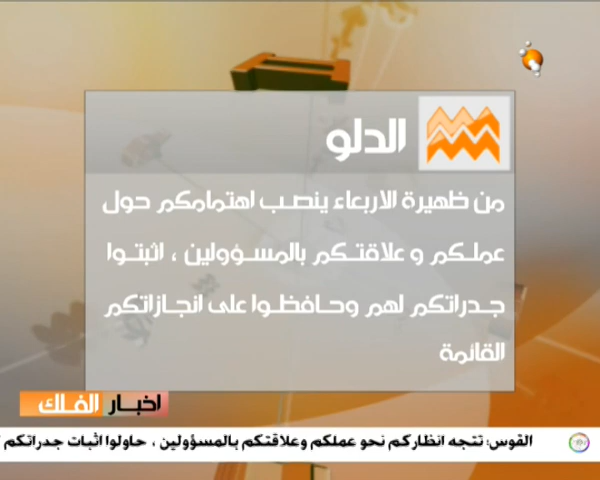 الدلو
من ظهيرة الاربعاء ينصب اهتمامكم حول
عملكم و علاقتكم بالمسؤولين ، اثبتوا
جدراتكم لهم وحافظوا على انجازاتكم
القائمة
اخبار الفلك
القوس: تتجه انظاركم نحو عملكم وعلاقتكم بالمسؤولين ، حاولوا اثبات جدراتكم